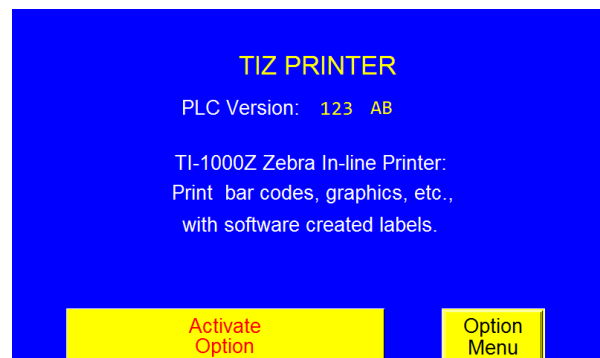 TIZ PRINTER
PLC Version: 123 AB
TI-1000Z Zebra In-line Printer:
Print bar codes, graphics, etc.,
with software created labels.
Activate
Option
Option
Menu